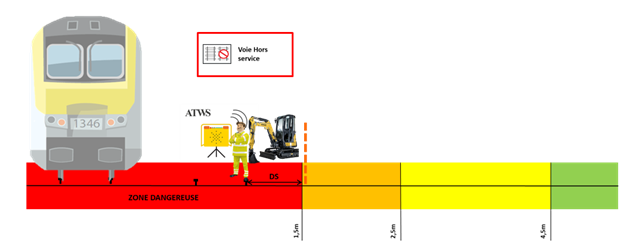 Voie Hors
service
ATWS
1346
DS
ZONE DANGEREUSE
1,5m
2,5m
4,5m